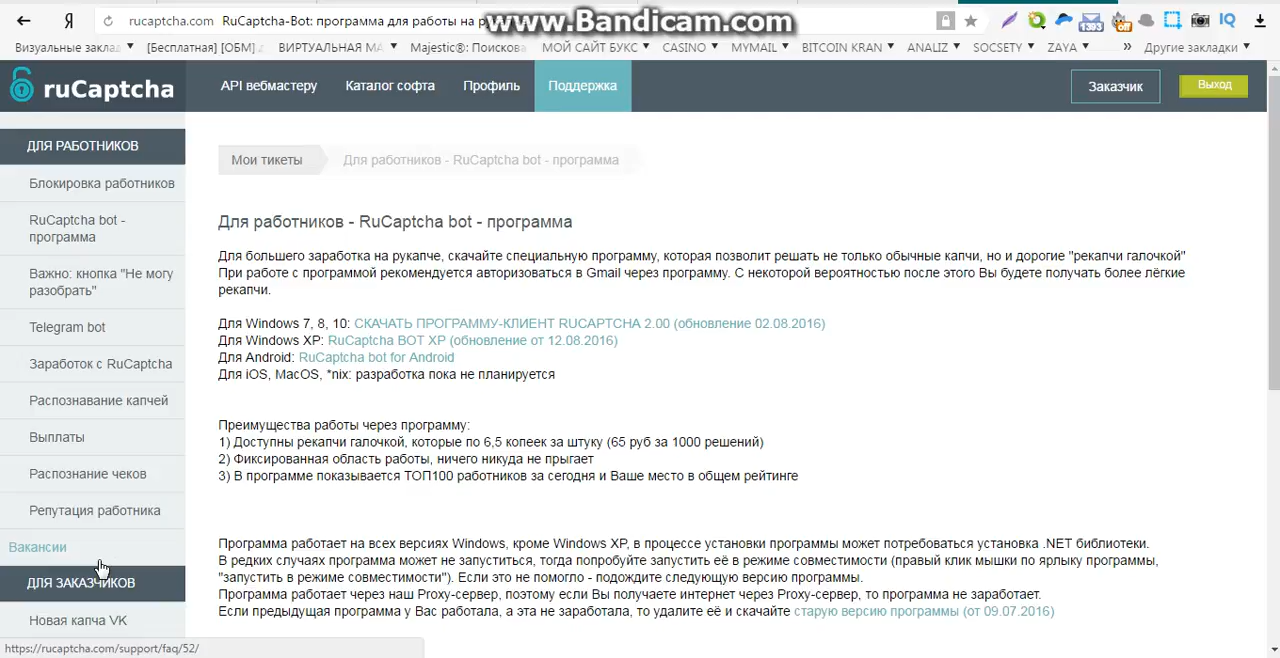 rucaptcha.com RuCaptcha-Bot: программа для работы на
www.Bandicam.com
Визуальные заклад [Бесплатная] [ОБМ] ВИРТУАЛЬНАЯ МА Majestic®: Поискова МОЙ САЙТ БУКС CASINO MYMAIL BITCOIN KRAN ANALIZ SOCSETY ZAYA » Другие закладки
ruCaptcha API вебмастеру Каталог софта Профиль Поддержка Заказчик Выход
ДЛЯ РАБОТНИКОВ
Блокировка работников
RuCaptcha bot -
программа
Важно: кнопка "Не могу
разобрать"
Telegram bot
Заработок с RuCaptcha
Распознавание капчей
Выплаты
Распознание чеков
Репутация работника
Вакансии
ДЛЯ ЗАКАЗЧИКОВ
Новая капча VK
https://rucaptcha.com/support/faq/52/
Мои тикеты Для работников - RuCaptcha bot - программа
Для работников - RuCaptcha bot - программа
Для большего заработка на рукапче, скачайте специальную программу, которая позволит решать не только обычные капчи, но и дорогие "рекапчи галочкой"
При работе с программой рекомендуется авторизоваться в Gmail через программу. С некоторой вероятностью после этого Вы будете получать более лёгкие
рекапчи.
Для Windows 7, 8, 10: СКАЧАТЬ ПРОГРАММУ-КЛИЕНТ RUCAPTCHA 2.00 (обновление 02.08.2016)
Для Windows XP: RuCaptcha BOT XP (обновление от 12.08.2016)
Для Android: RuCaptcha bot for Android
Для iOS, MacOS, *nix: разработка пока не планируется
Преимущества работы через программу:
1) Доступны рекапчи галочкой, которые по 6,5 копеек за штуку (65 руб за 1000 решений)
2) Фиксированная область работы, ничего никуда не прыгает
3) В программе показывается ТОП100 работников за сегодня и Ваше место в общем рейтинге
Программа работает на всех версиях Windows, кроме Windows XP, в процессе установки программы может потребоваться установка .NET библиотеки.
В редких случаях программа может не запуститься, тогда попробуйте запустить её в режиме совместимости (правый клик мышки по ярлыку программы,
"запустить в режиме совместимости"). Если это не помогло - подождите следующую версию программы.
Программа работает через наш Proxy-сервер, поэтому если Вы получаете интернет через Proxy-сервер, то программа не заработает.
Если предыдущая программа у Вас работала, а эта не заработала, то удалите её и скачайте старую версию программы (от 09.07.2016)